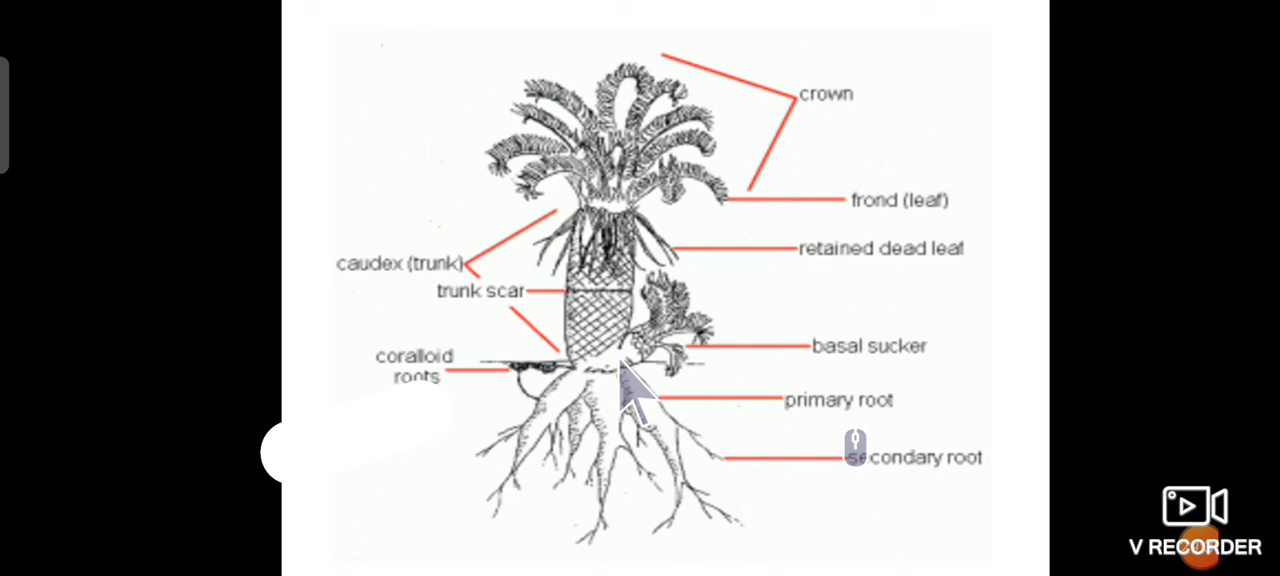 crown
frond (leaf)
retained dead leaf
caudex (trunk)
trunk scar
basal sucker
coralloid
roots
primary root
secondary root
V RECORDER